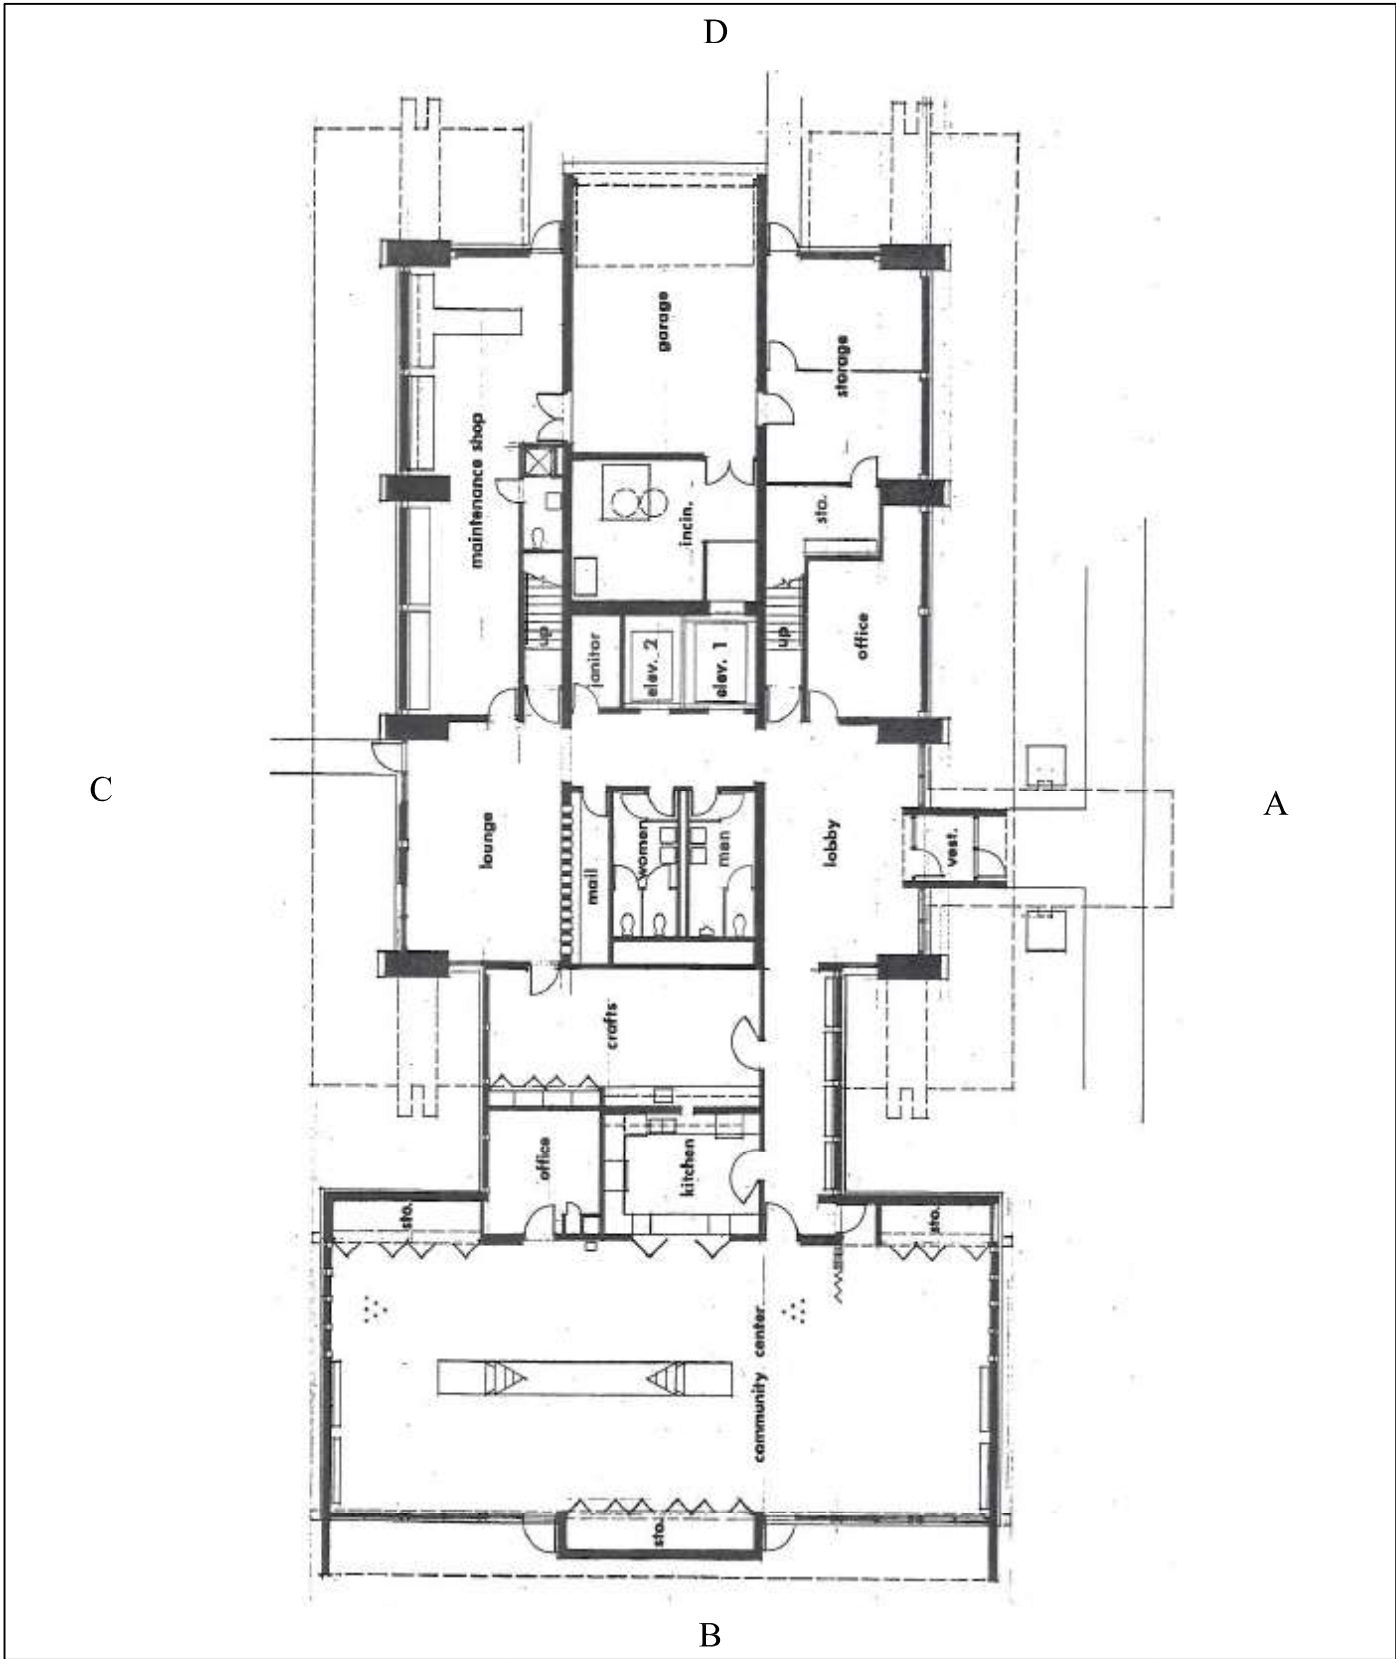 D
garage
storage
maintenance shop
sto.
incin.
up
janitor
elev. 2
elev. 1
up
office
C
A
lounge
mail
women
men
lobby
vest.
crafts
office
kitchen
sto.
sto.
community center
sto.
B